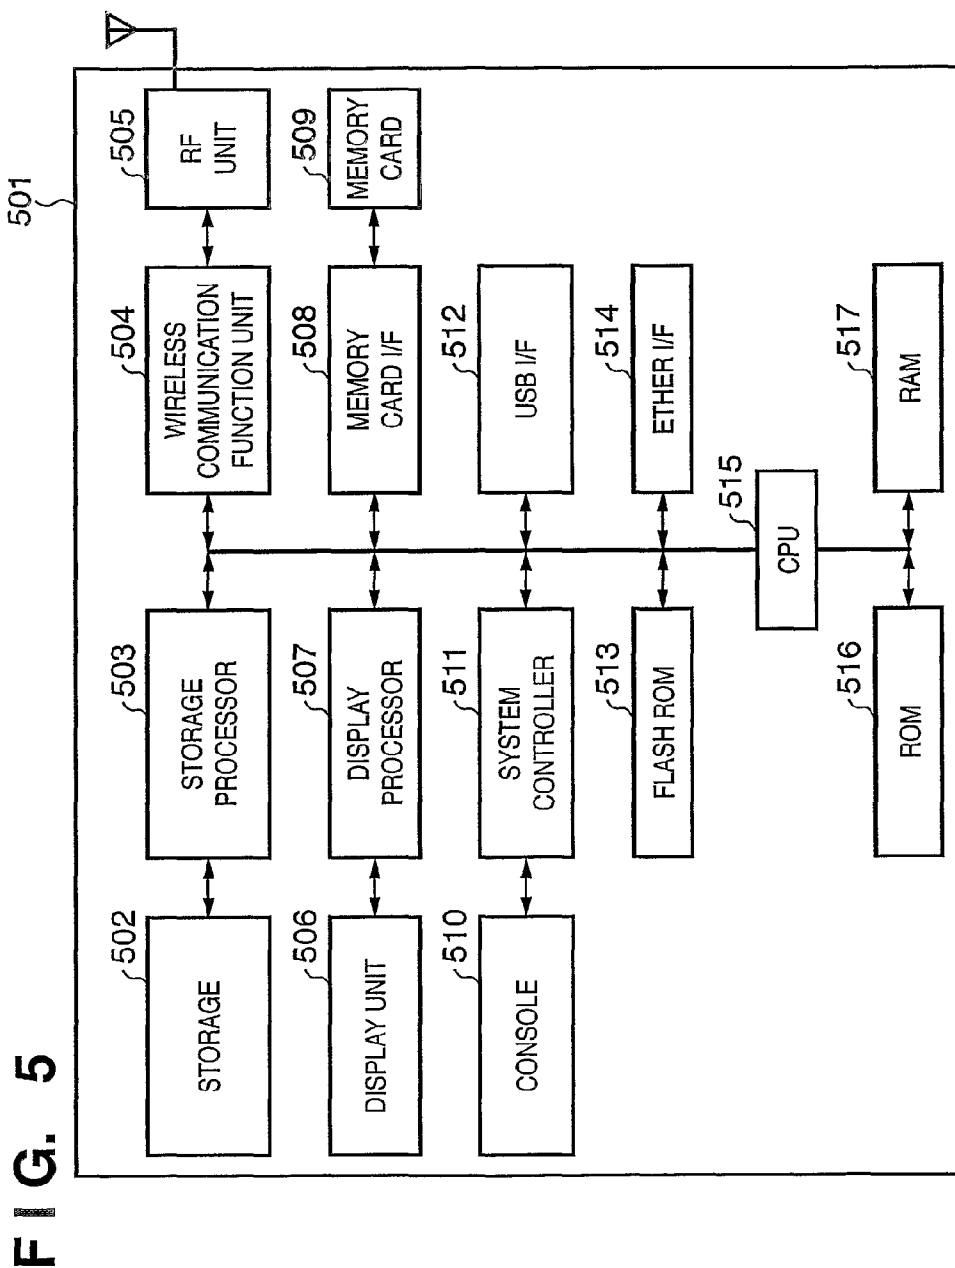 FIG. 5
501
502
STORAGE
503
STORAGE
PROCESSOR
504
WIRELESS
COMMUNICATION
FUNCTION UNIT
505
RF
UNIT
506
DISPLAY UNIT
507
DISPLAY
PROCESSOR
508
MEMORY
CARD I/F
509
MEMORY
CARD
510
CONSOLE
511
SYSTEM
CONTROLLER
512
USB I/F
513
FLASH ROM
514
ETHER I/F
515
CPU
516
ROM
517
RAM